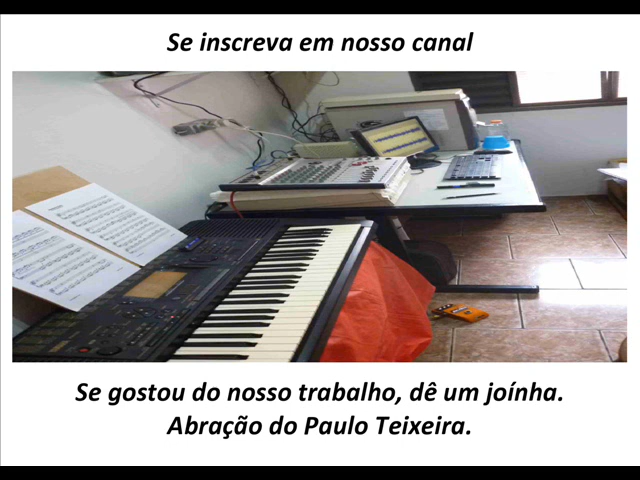 Se inscreva em nosso canal
Se gostou do nosso trabalho, dê um joínha.
Abração do Paulo Teixeira.